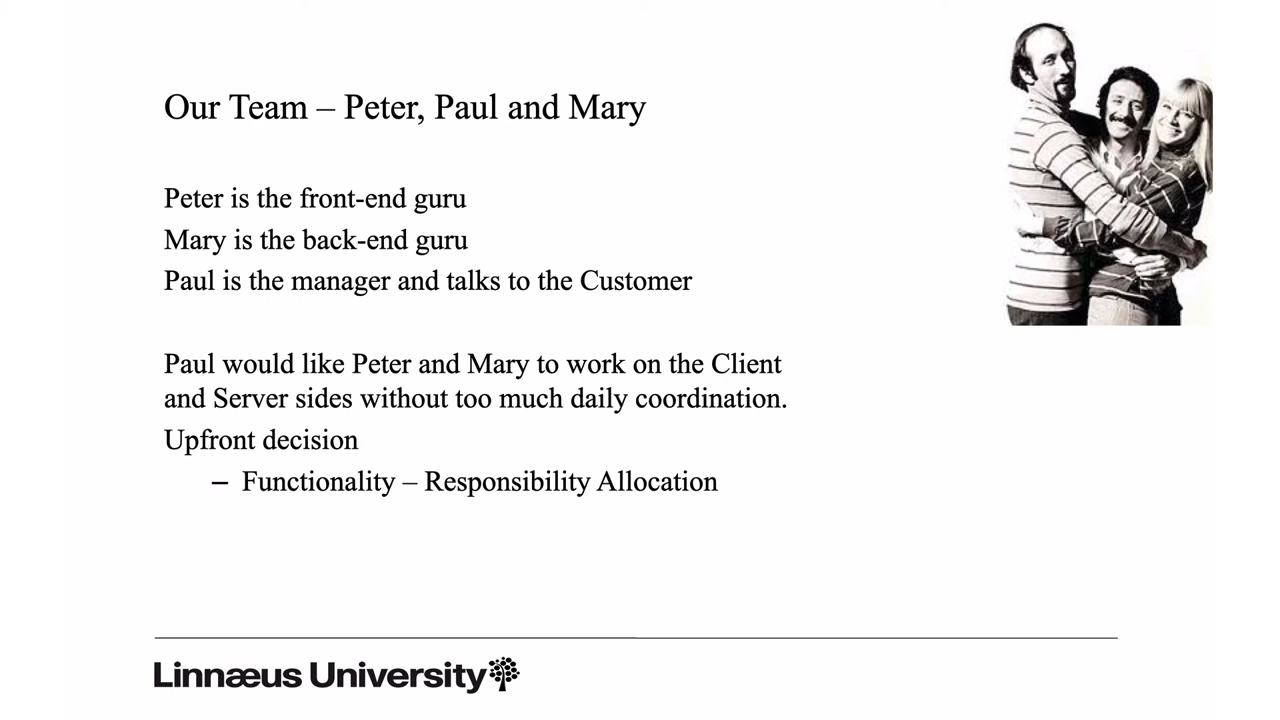 Our Team – Peter, Paul and Mary
Peter is the front-end guru
Mary is the back-end guru
Paul is the manager and talks to the Customer
Paul would like Peter and Mary to work on the Client
and Server sides without too much daily coordination.
Upfront decision
– Functionality – Responsibility Allocation
Linnæus University